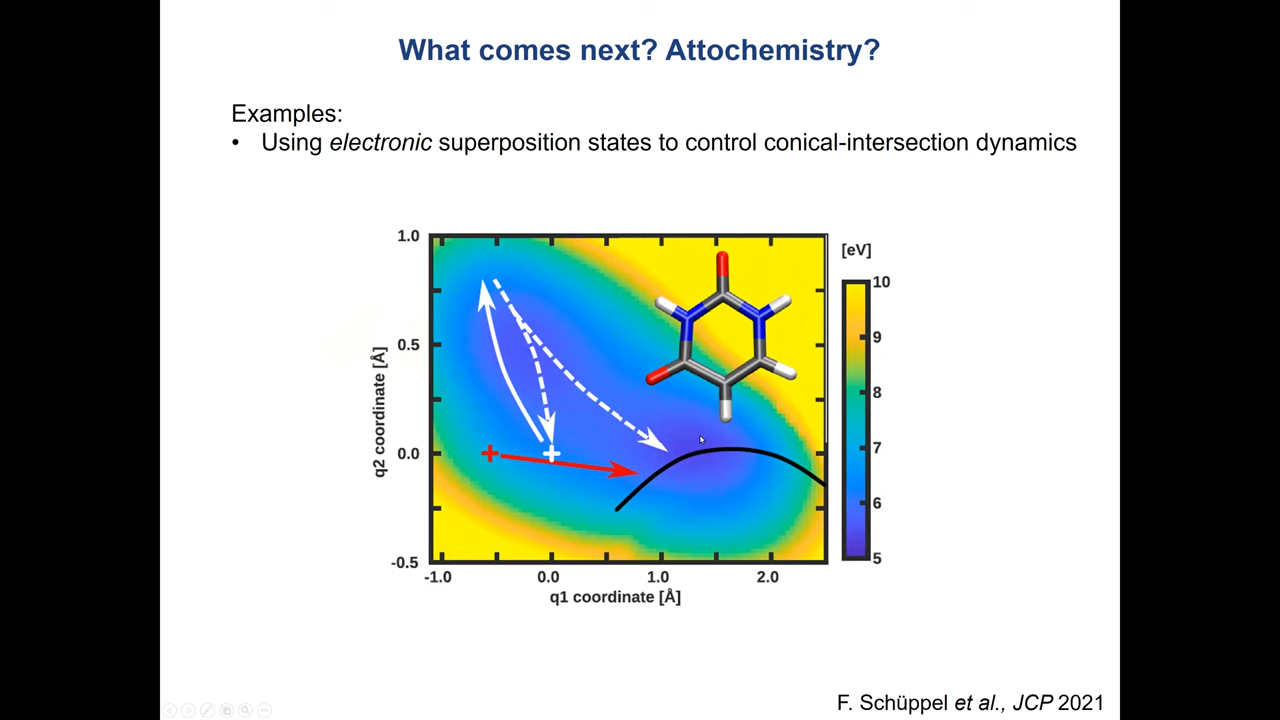 What comes next? Attochemistry?
Examples:
• Using electronic superposition states to control conical-intersection dynamics
[eV]
1.0
0.5
0.0
-0.5
q2 coordinate [Å]
-1.0 0.0 1.0 2.0
q1 coordinate [Å]
10
9
8
7
6
5
F. Schüppel et al., JCP 2021